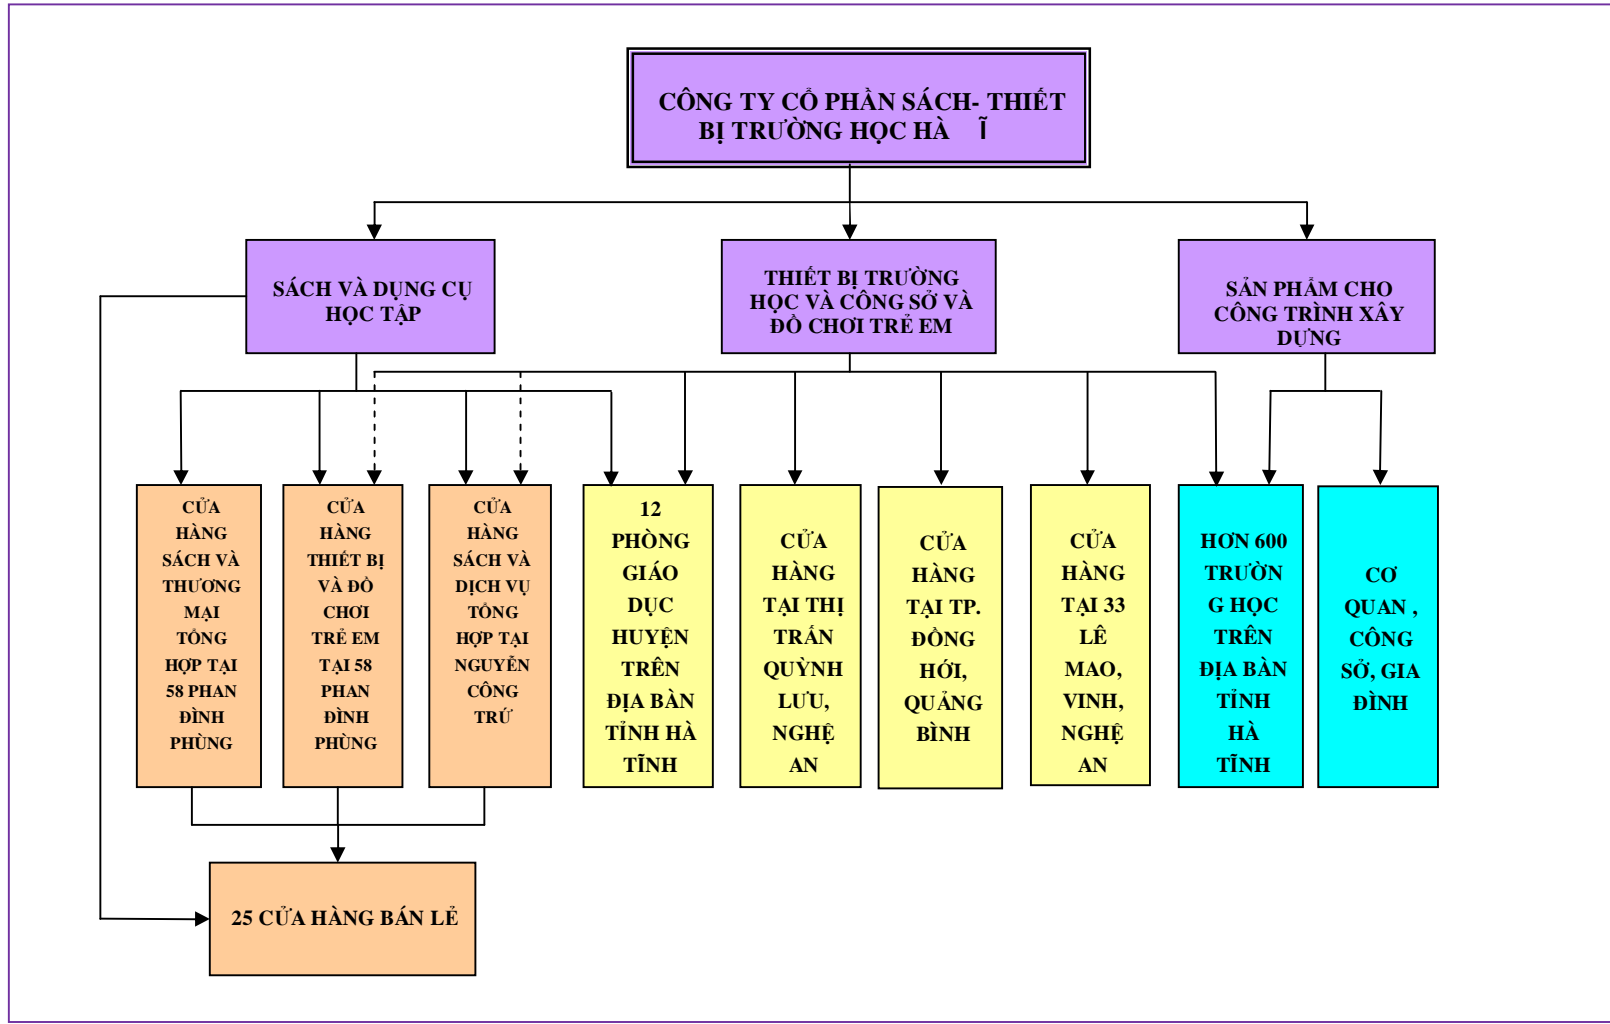 CÔNG TY CỔ PHẦN SÁCH- THIẾT
BỊ TRƯỜNG HỌC HÀ Ĩ
SÁCH VÀ DỤNG CỤ
HỌC TẬP
THIẾT BỊ TRƯỜNG
HỌC VÀ CÔNG SỞ VÀ
ĐỒ CHƠI TRẺ EM
SẢN PHẨM CHO
CÔNG TRÌNH XÂY
DỰNG
CỬA
HÀNG
SÁCH VÀ
THƯƠNG
MẠI
TỔNG
HỢP TẠI
58 PHAN
ĐÌNH
PHÙNG
CỬA
HÀNG
THIẾT BỊ
VÀ ĐỒ
CHƠI
TRẺ EM
TẠI 58
PHAN
ĐÌNH
PHÙNG
CỬA
HÀNG
SÁCH VÀ
DỊCH VỤ
TỔNG
HỢP TẠI
NGUYỄN
CÔNG
TRỨ
12
PHÒNG
GIÁO
DỤC
HUYỆN
TRÊN
ĐỊA BÀN
TỈNH HÀ
TĨNH
CỬA
HÀNG
TẠI THỊ
TRẤN
QUỲNH
LƯU,
NGHỆ
AN
CỬA
HÀNG
TẠI TP.
ĐỒNG
HỚI,
QUẢNG
BÌNH
CỬA
HÀNG
TẠI 33
LÊ
MAO,
VINH,
NGHỆ
AN
HƠN 600
TRƯỜN
G HỌC
TRÊN
ĐỊA BÀN
TỈNH
HÀ
TĨNH
CƠ
QUAN ,
CÔNG
SỞ, GIA
ĐÌNH
25 CỬA HÀNG BÁN LẺ